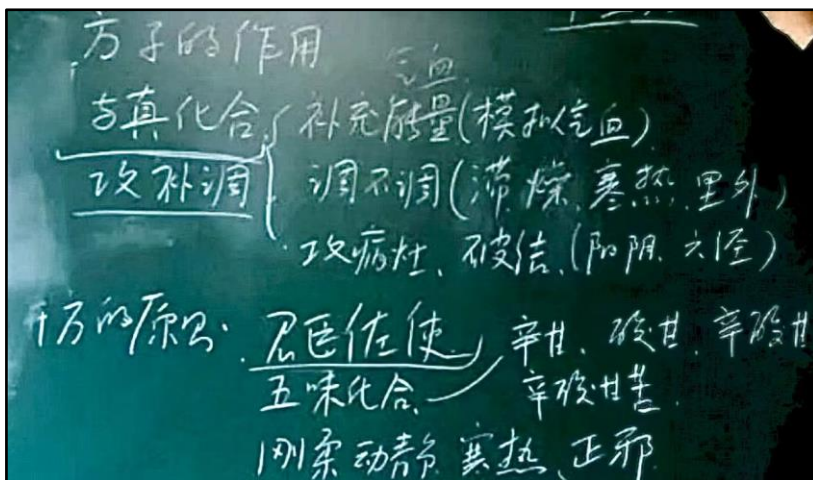 方子的作用
气血
与真化合 补充能量(模拟气血)
攻补调 调不调(滞燥、寒热、里外)
攻病灶、破结、(阴阳、六经)
方的原则. 君臣佐使 辛甘、酸甘、辛酸甘
五味化合、 辛酸甘苦
刚柔动静 寒热、正邪